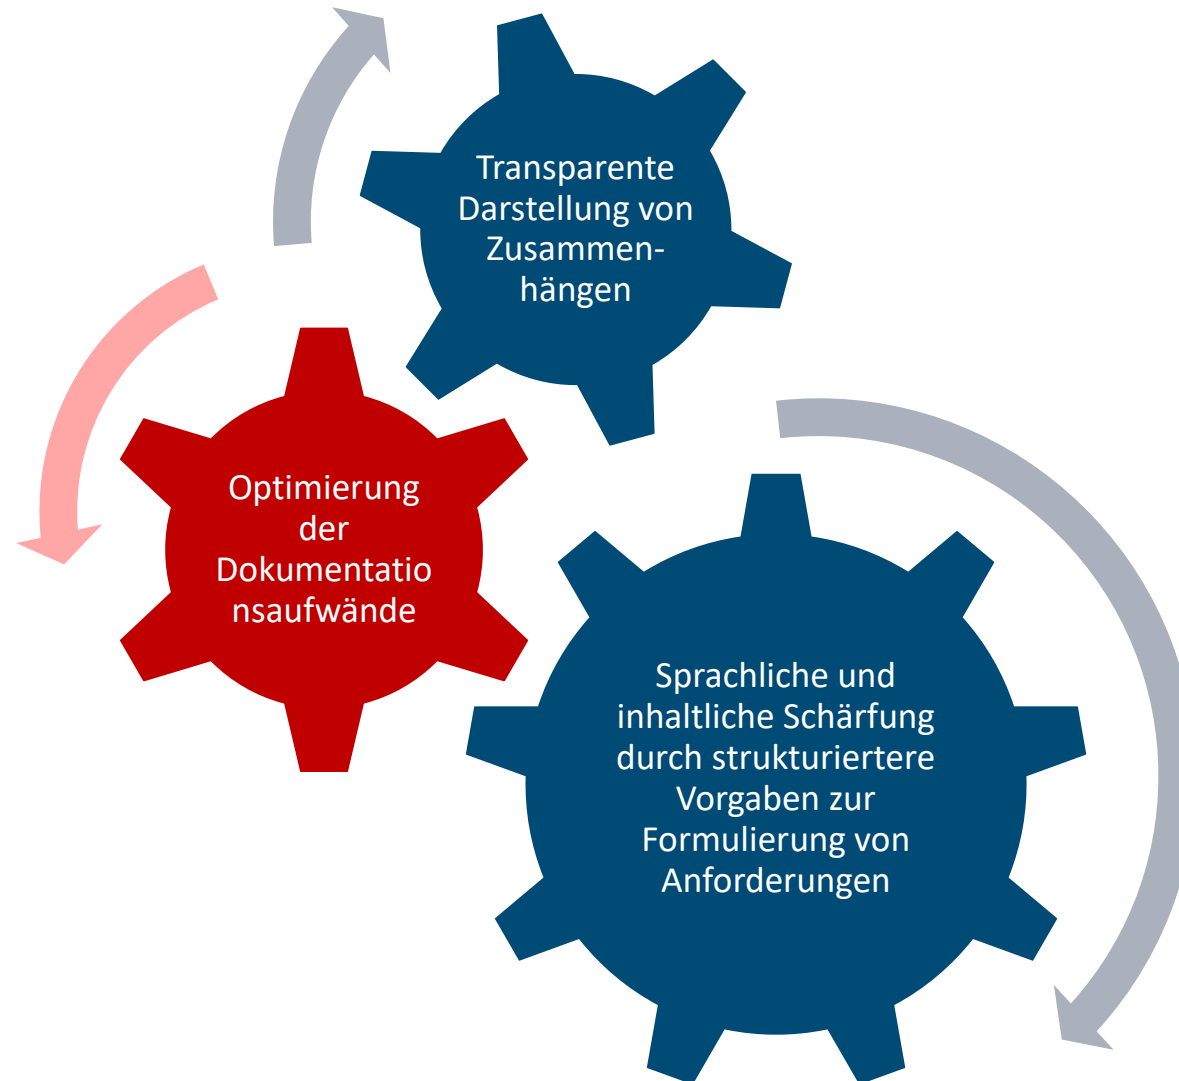 Transparente
Darstellung von
Zusammen-
hängen
Optimierung
der
Dokumentatio
nsaufwände
Sprachliche und
inhaltliche Schärfung
durch strukturiertere
Vorgaben zur
Formulierung von
Anforderungen